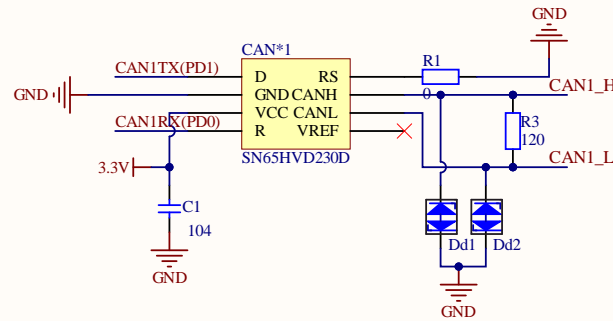 GND
CAN*1
R1
CAN1TX(PD1)
D
RS
CAN1_H
GND
GND
CANH
0
VCC
CANL
R3
CAN1RX(PD0)
R
VREF
120
SN65HVD230D
CAN1_L
3.3V
C1
104
Dd1
Dd2
GND
GND